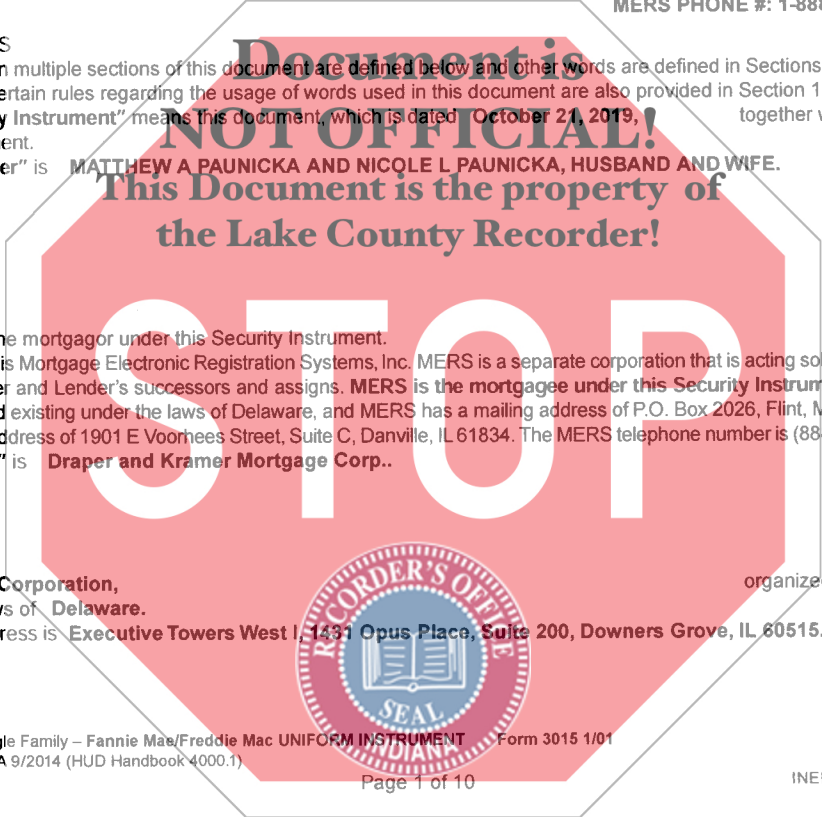 MERS PHONE #: 1-888
S
Document is
n multiple sections of this document are defined below and other words are defined in Sections
ertain rules regarding the usage of words used in this document are also provided in Section 1
y Instrument" means this document, which is dated October 21, 2019, together w
NOT OFFICIAL!
ent.
er" is MATTHEW A PAUNICKA AND NICOLE L PAUNICKA, HUSBAND AND WIFE.
This Document is the property of
the Lake County Recorder!
STOP
he mortgagor under this Security Instrument.
is Mortgage Electronic Registration Systems, Inc. MERS is a separate corporation that is acting sol
er and Lender's successors and assigns. MERS is the mortgagee under this Security Instrum
d existing under the laws of Delaware, and MERS has a mailing address of P.O. Box 2026, Flint, M
ddress of 1901 E Voorhees Street, Suite C, Danville, IL 61834. The MERS telephone number is (88
" is Draper and Kramer Mortgage Corp..
Corporation, organize
ws of Delaware.
ress is Executive Towers West I, 1431 Opus Place, Suite 200, Downers Grove, IL 60515.
RECORDER'S OFFICE
SEAL
INDIANA
gle Family – Fannie Mae/Freddie Mac UNIFORM INSTRUMENT Form 3015 1/01
A 9/2014 (HUD Handbook 4000.1)
Page 1 of 10
INE